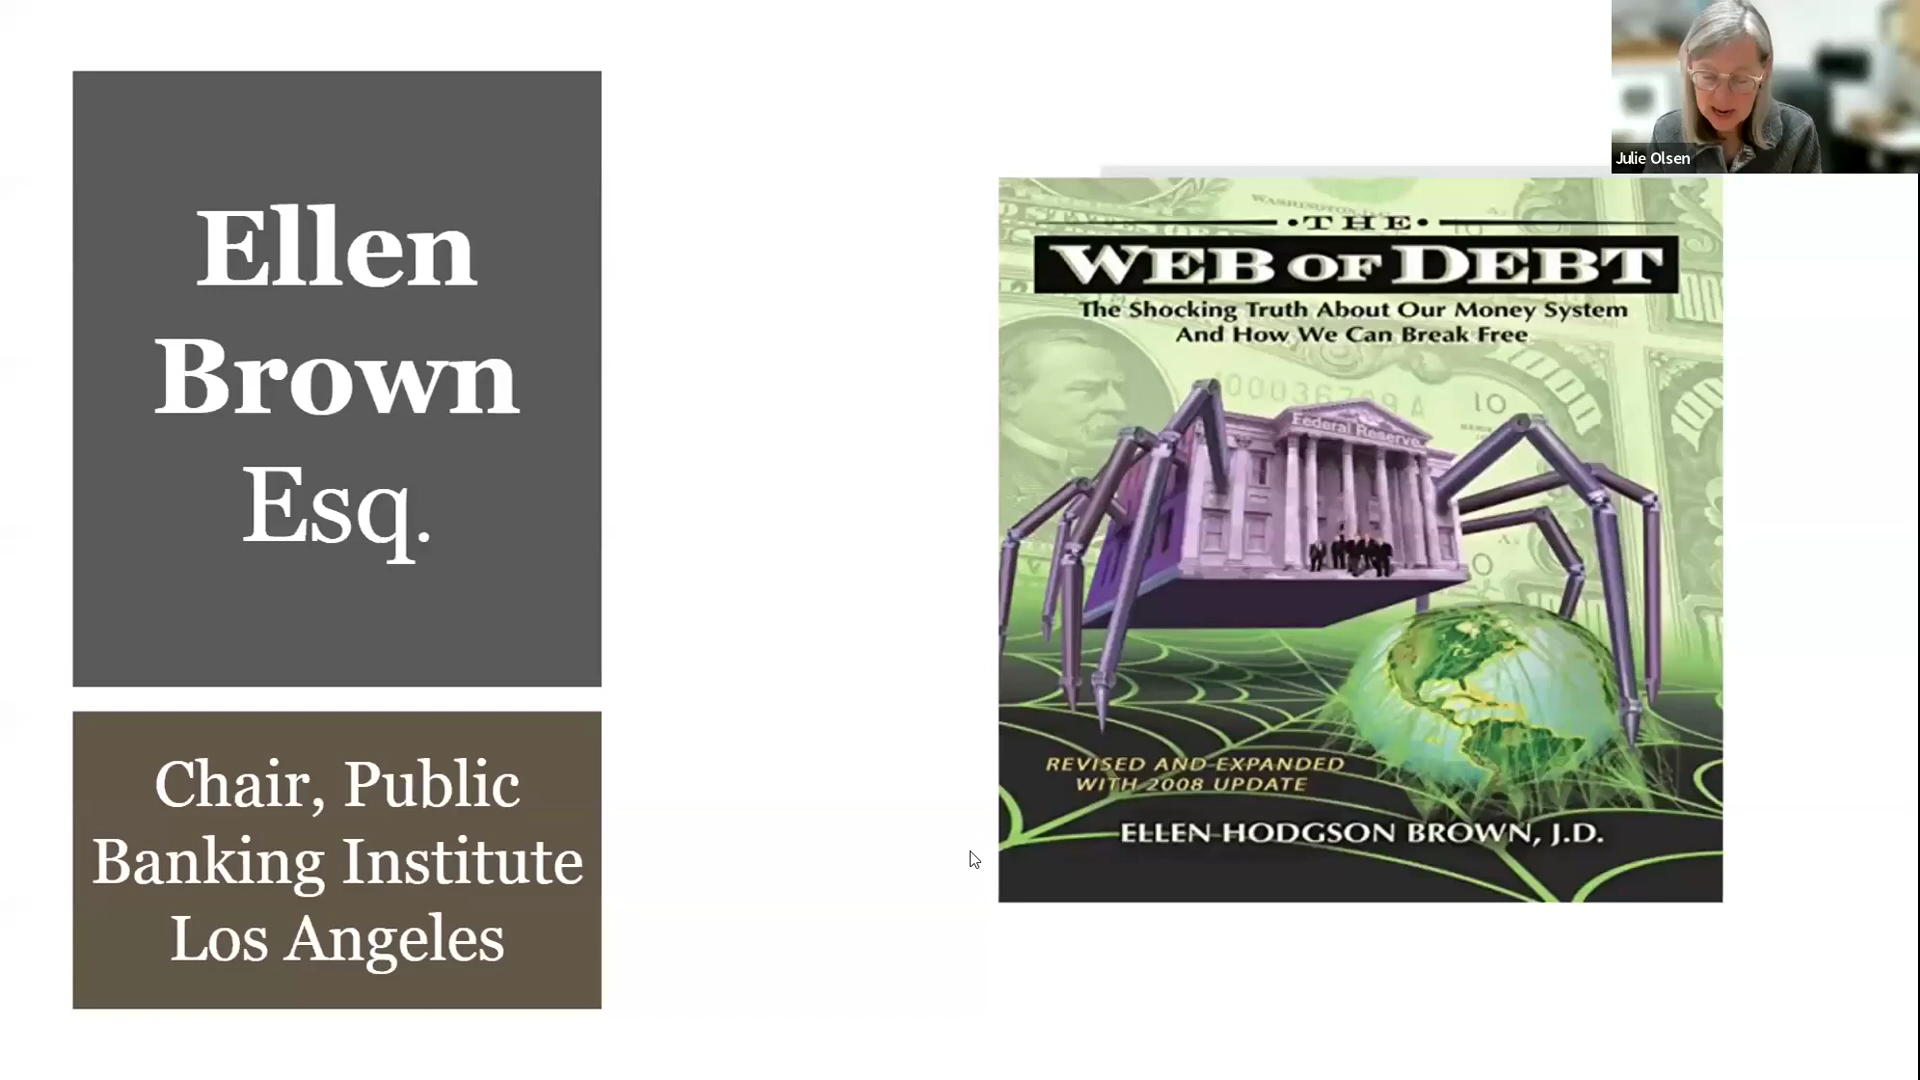 Ellen
Brown
Esq.
Chair, Public
Banking Institute
Los Angeles
Julie Olsen
•THE•
WEB OF DEBT
The Shocking Truth About Our Money System
And How We Can Break Free
Federal Reserve
REVISED AND EXPANDED
WITH 2008 UPDATE
ELLEN HODGSON BROWN, J.D.